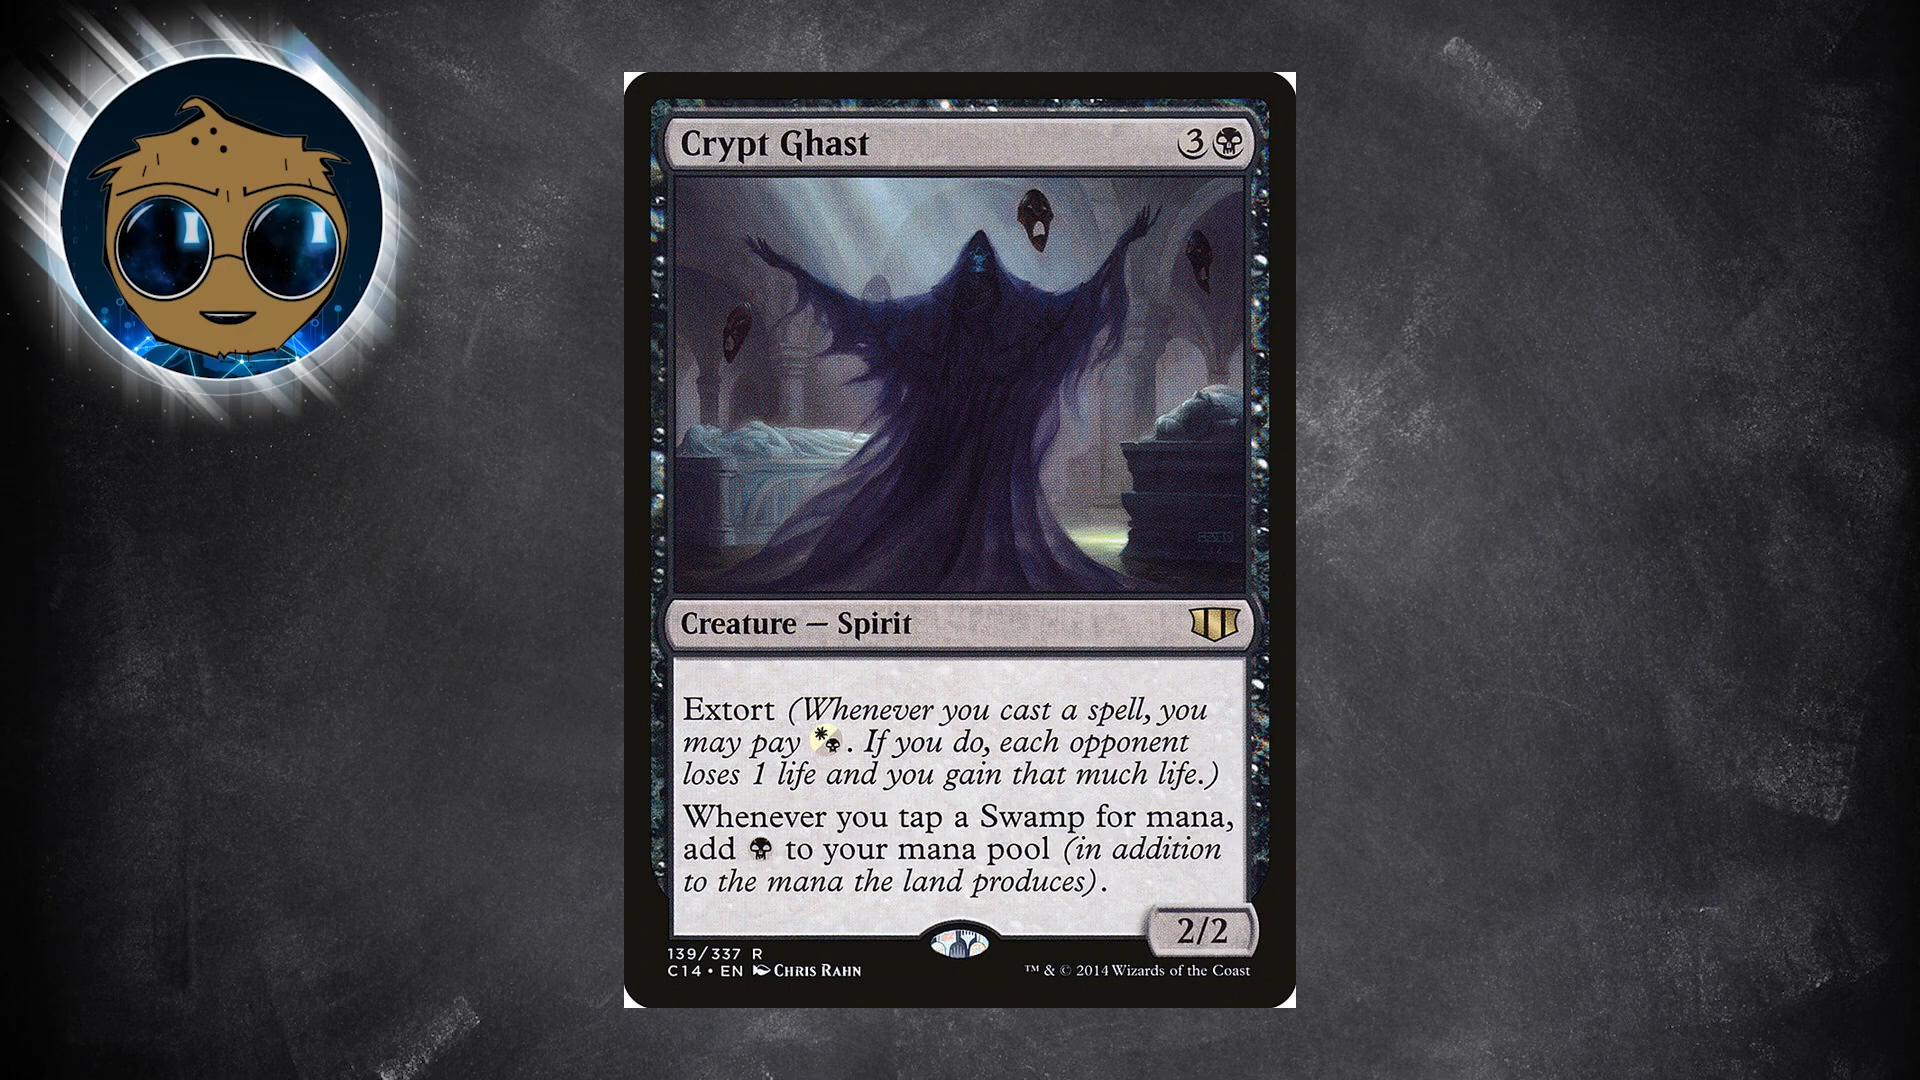 Crypt Ghast 3
Creature — Spirit
Extort (Whenever you cast a spell, you
may pay . If you do, each opponent
loses 1 life and you gain that much life.)
Whenever you tap a Swamp for mana,
add to your mana pool (in addition
to the mana the land produces).
2/2
139/337 R
C14 • EN Chris Rahn
™ & © 2014 Wizards of the Coast